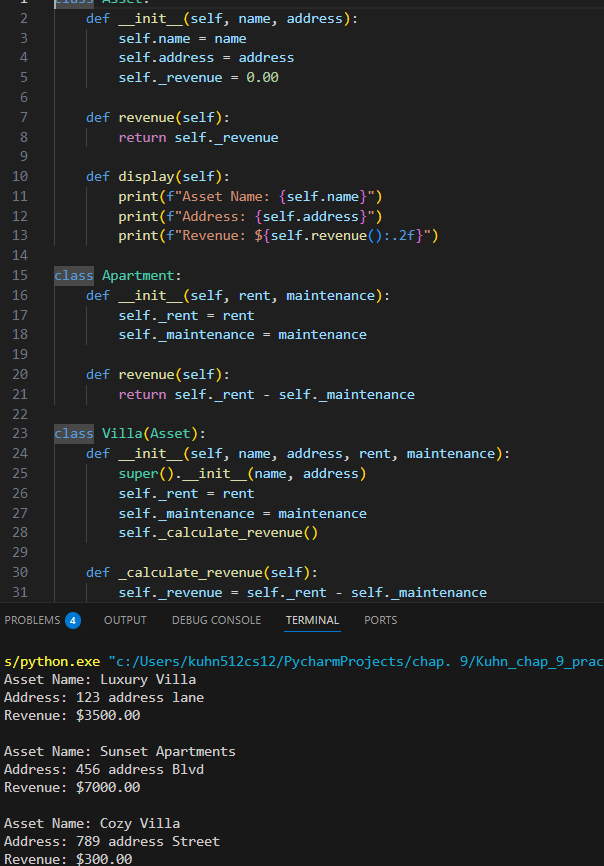 1 class Asset:
2     def __init__(self, name, address):
3         self.name = name
4         self.address = address
5         self._revenue = 0.00
6
7     def revenue(self):
8         return self._revenue
9
10     def display(self):
11         print(f"Asset Name: {self.name}")
12         print(f"Address: {self.address}")
13         print(f"Revenue: ${self.revenue():.2f}")
14
15 class Apartment:
16     def __init__(self, rent, maintenance):
17         self._rent = rent
18         self._maintenance = maintenance
19
20     def revenue(self):
21         return self._rent - self._maintenance
22
23 class Villa(Asset):
24     def __init__(self, name, address, rent, maintenance):
25         super().__init__(name, address)
26         self._rent = rent
27         self._maintenance = maintenance
28         self._calculate_revenue()
29
30     def _calculate_revenue(self):
31         self._revenue = self._rent - self._maintenance
PROBLEMS 4 OUTPUT DEBUG CONSOLE TERMINAL PORTS
s/python.exe "c:/Users/kuhn512cs12/PycharmProjects/chap. 9/Kuhn_chap_9_prac
Asset Name: Luxury Villa
Address: 123 address lane
Revenue: $3500.00
Asset Name: Sunset Apartments
Address: 456 address Blvd
Revenue: $7000.00
Asset Name: Cozy Villa
Address: 789 address Street
Revenue: $300.00